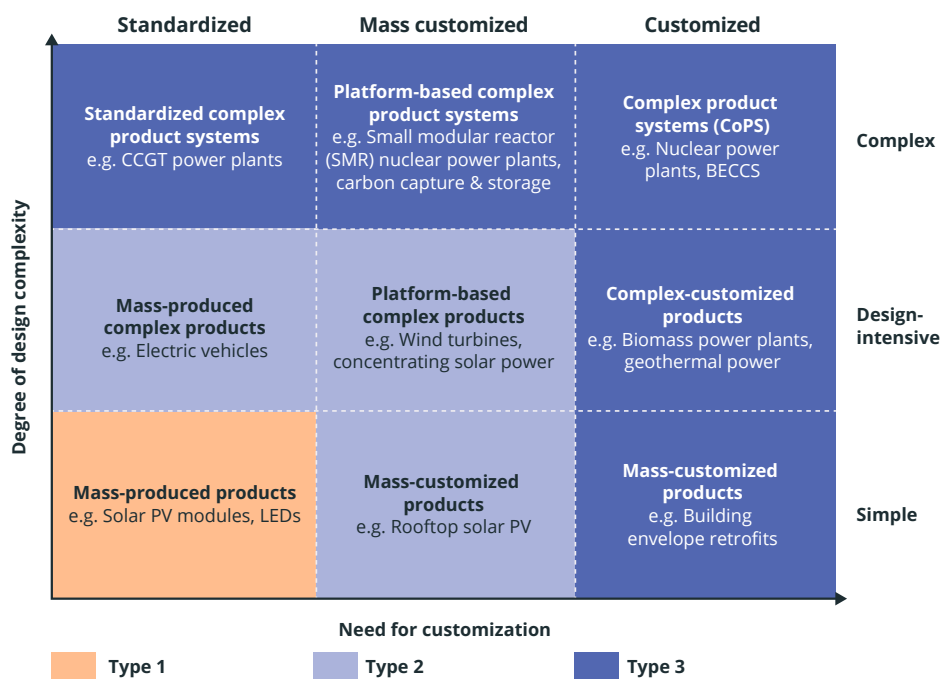 Standardized
Mass customized
Customized
Standardized complex
product systems
e.g. CCGT power plants
Platform-based complex
product systems
e.g. Small modular reactor
(SMR) nuclear power plants,
carbon capture & storage
Complex product
systems (CoPS)
e.g. Nuclear power
plants, BECCS
Complex
Mass-produced
complex products
e.g. Electric vehicles
Platform-based
complex products
e.g. Wind turbines,
concentrating solar power
Complex-customized
products
e.g. Biomass power plants,
geothermal power
Design-
intensive
Mass-produced products
e.g. Solar PV modules, LEDs
Mass-customized
products
e.g. Rooftop solar PV
Mass-customized
products
e.g. Building
envelope retrofits
Simple
Degree of design complexity
Need for customization
Type 1
Type 2
Type 3